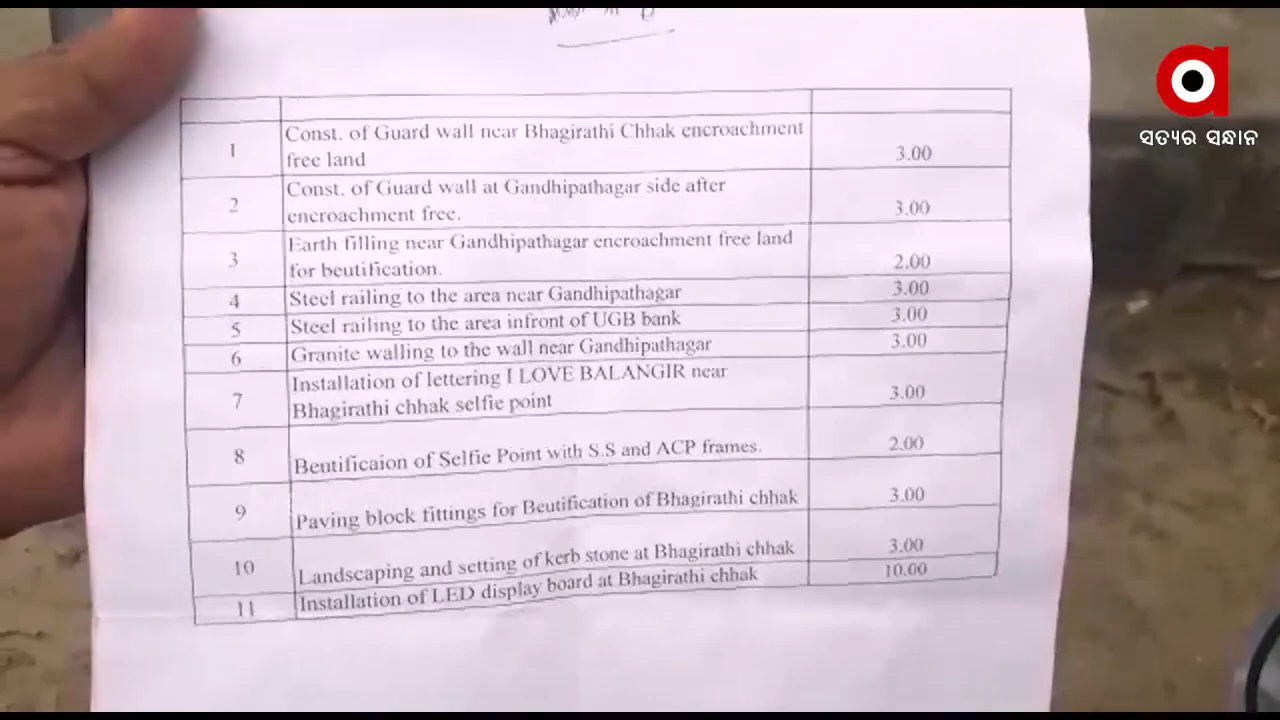 ସତ୍ୟର ସନ୍ଧାନ
1 Const. of Guard wall near Bhagirathi Chhak encroachment
free land 3.00
2 Const. of Guard wall at Gandhipathagar side after
encroachment free. 3.00
3 Earth filling near Gandhipathagar encroachment free land
for beutification. 2.00
4 Steel railing to the area near Gandhipathagar 3.00
5 Steel railing to the area infront of UGB bank 3.00
6 Granite walling to the wall near Gandhipathagar 3.00
7 Installation of lettering I LOVE BALANGIR near
Bhagirathi chhak selfie point 3.00
8 Beutificaion of Selfie Point with S.S and ACP frames. 2.00
9 Paving block fittings for Beutification of Bhagirathi chhak 3.00
10 Landscaping and setting of kerb stone at Bhagirathi chhak 3.00
11 Installation of LED display board at Bhagirathi chhak 10.00